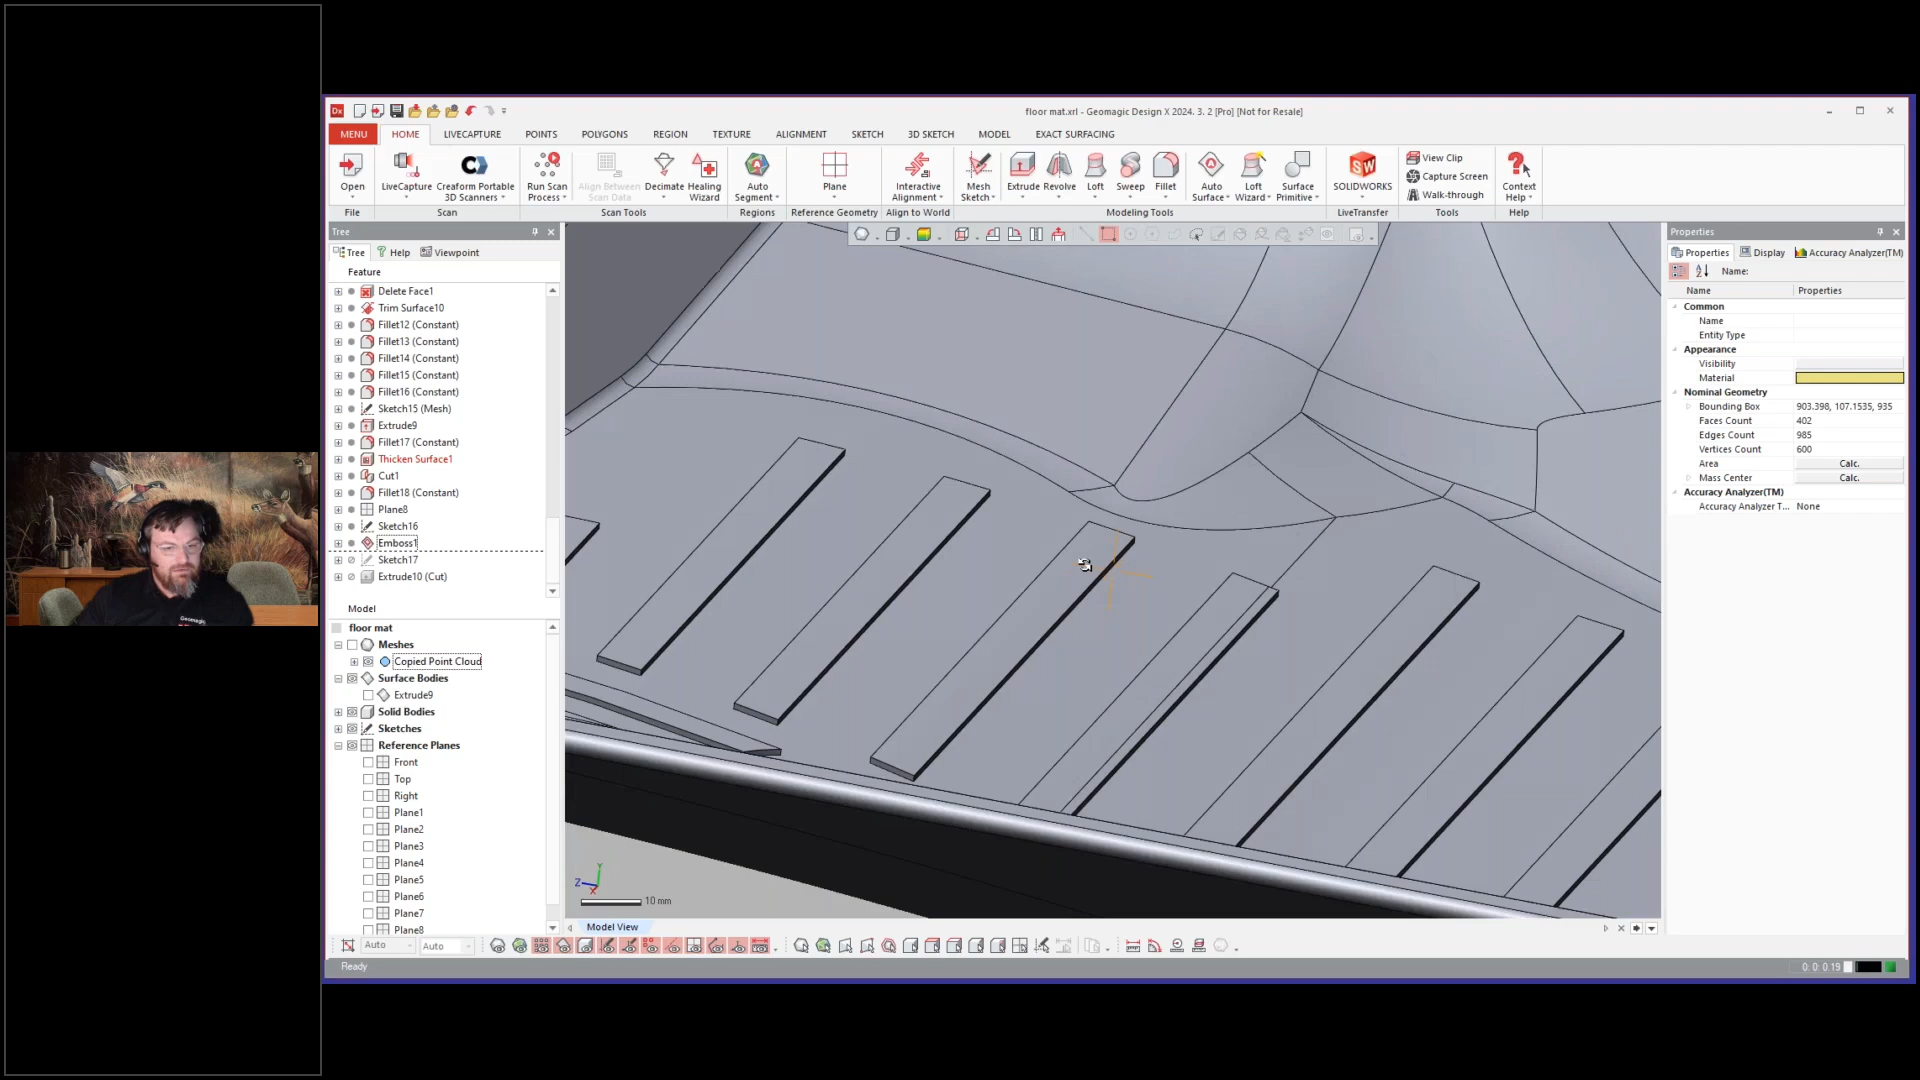 floor mat.xrl - Geomagic Design X 2024. 3. 2 [Pro] [Not for Resale]
MENU HOME LIVECAPTURE POINTS POLYGONS REGION TEXTURE ALIGNMENT SKETCH 3D SKETCH MODEL EXACT SURFACING
Open LiveCapture Creaform Portable 3D Scanners Run Scan Process Align Between Scan Data Decimate Healing Wizard Auto Segment Plane Interactive Alignment Mesh Sketch Extrude Revolve Loft Sweep Fillet Auto Surface Loft Wizard Surface Primitive SOLIDWORKS View Clip Capture Screen Walk-through Context Help
File Scan Scan Tools Regions Reference Geometry Align to World Modeling Tools LiveTransfer Tools Help
Tree
Tree Help Viewpoint
Feature
Delete Face1
Trim Surface10
Fillet12 (Constant)
Fillet13 (Constant)
Fillet14 (Constant)
Fillet15 (Constant)
Fillet16 (Constant)
Sketch15 (Mesh)
Extrude9
Fillet17 (Constant)
Thicken Surface1
Cut1
Fillet18 (Constant)
Plane8
Sketch16
Emboss1
Sketch17
Extrude10 (Cut)
Model
floor mat
Meshes
Copied Point Cloud
Surface Bodies
Extrude9
Solid Bodies
Sketches
Reference Planes
Front
Top
Right
Plane1
Plane2
Plane3
Plane4
Plane5
Plane6
Plane7
Plane8
Y
Z
X
10 mm
Model View
Auto Auto
Ready
0: 0: 0.19
Properties
Properties Display Accuracy Analyzer(TM)
Name:
Name Properties
Common
Name
Entity Type
Appearance
Visibility
Material
Nominal Geometry
Bounding Box 903.398, 107.1535, 935
Faces Count 402
Edges Count 985
Vertices Count 600
Area Calc.
Mass Center Calc.
Accuracy Analyzer(TM)
Accuracy Analyzer T... None
Geomagic